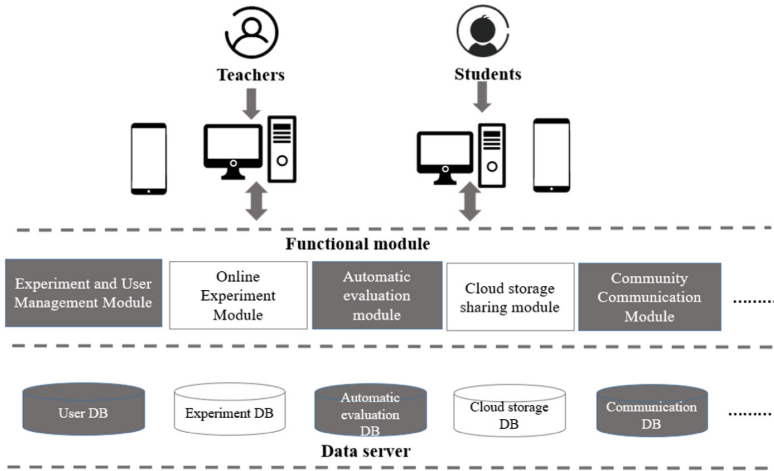 Teachers
Students
Functional module
Experiment and User
Management Module
Online
Experiment
Module
Automatic
evaluation
module
Cloud storage
sharing module
Community
Communication
Module
.........
User DB
Experiment DB
Automatic
evaluation
DB
Cloud storage
DB
Communication
DB
.........
Data server